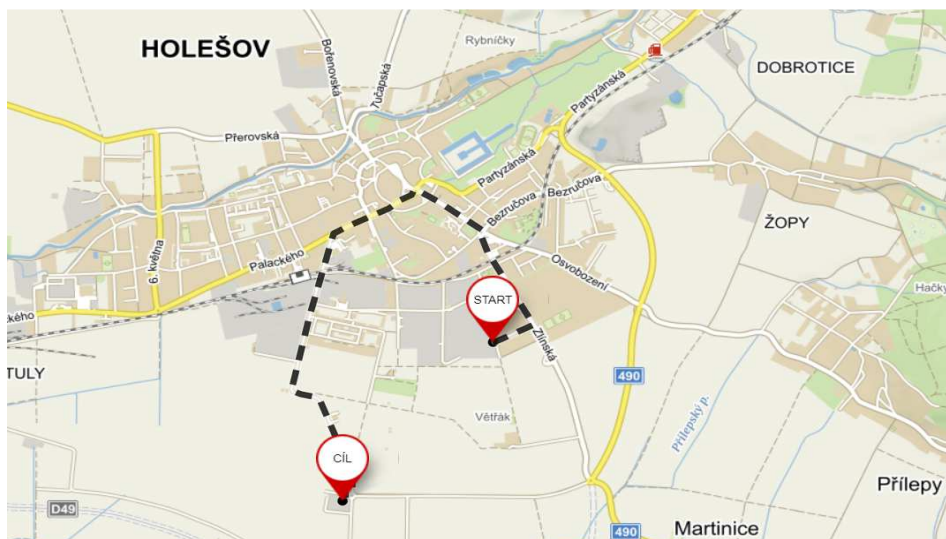 Rybníčky
HOLEŠOV
Bořenovská
Tučapská
DOBROTICE
Partyzánská
Přerovská
Partyzánská
Bezručova
Bezručova
ŽOPY
6. května
Palackého
Osvobození
Hačky
START
ckého
Zlínská
TULY
490
Větřák
Přílepský p.
CÍL
Přílepy
D49
490
Martinice